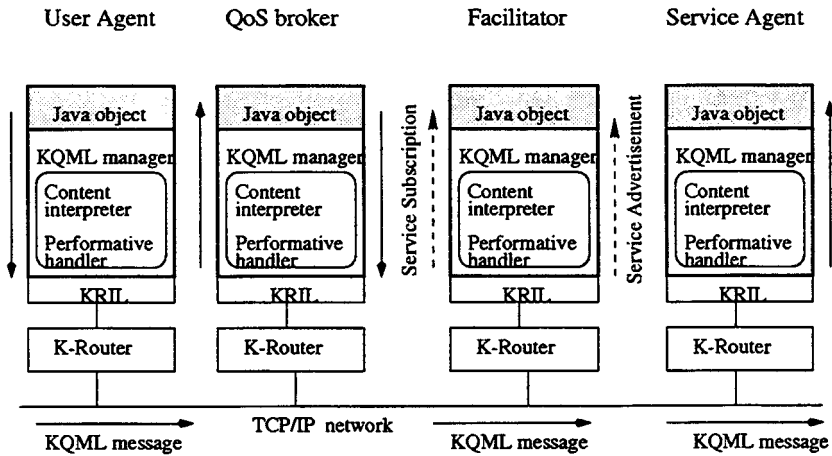 User Agent
QoS broker
Facilitator
Service Agent
Java object
KQML manager
Content
interpreter
Performative
handler
KRIL
K-Router
Java object
KQML manager
Content
interpreter
Performative
handler
KRIL
K-Router
Service Subscription
Java object
KQML manager
Content
interpreter
Performative
handler
KRIL
K-Router
Service Advertisement
Java object
KQML manager
Content
interpreter
Performative
handler
KRIL
K-Router
TCP/IP network
KQML message
KQML message
KQML message